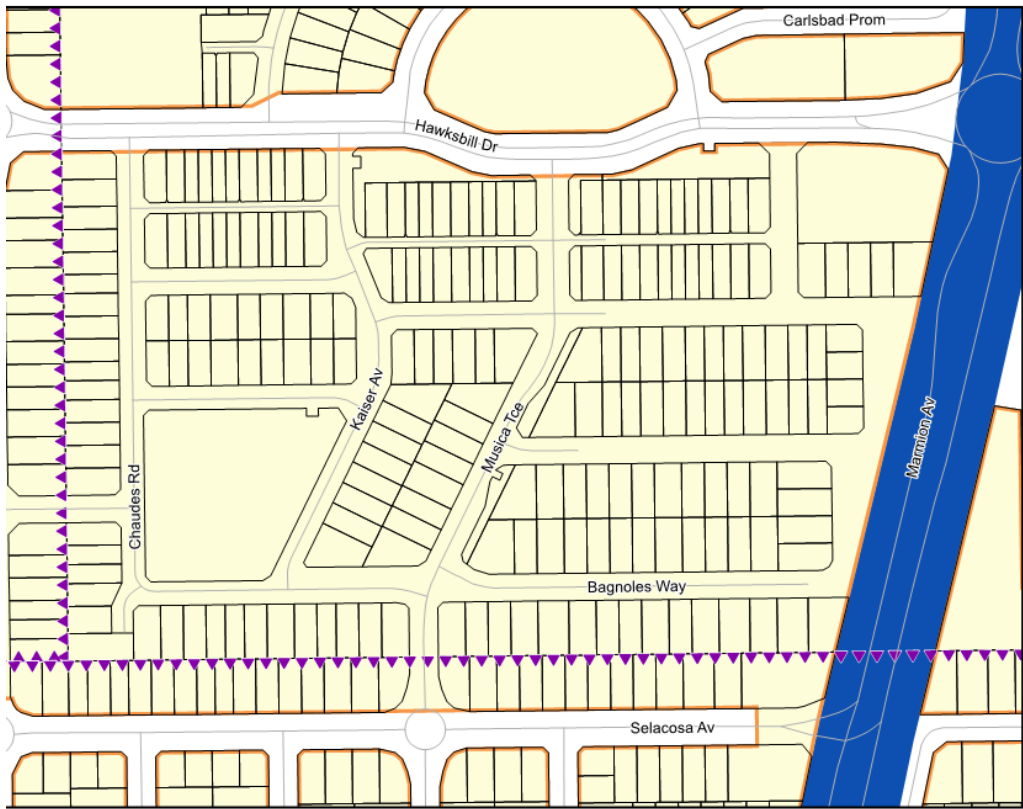 Carlsbad Prom
Hawksbill Dr
Kaiser Av
Musica Tce
Marmion Av
Chaudes Rd
Bagnoles Way
Selacosa Av